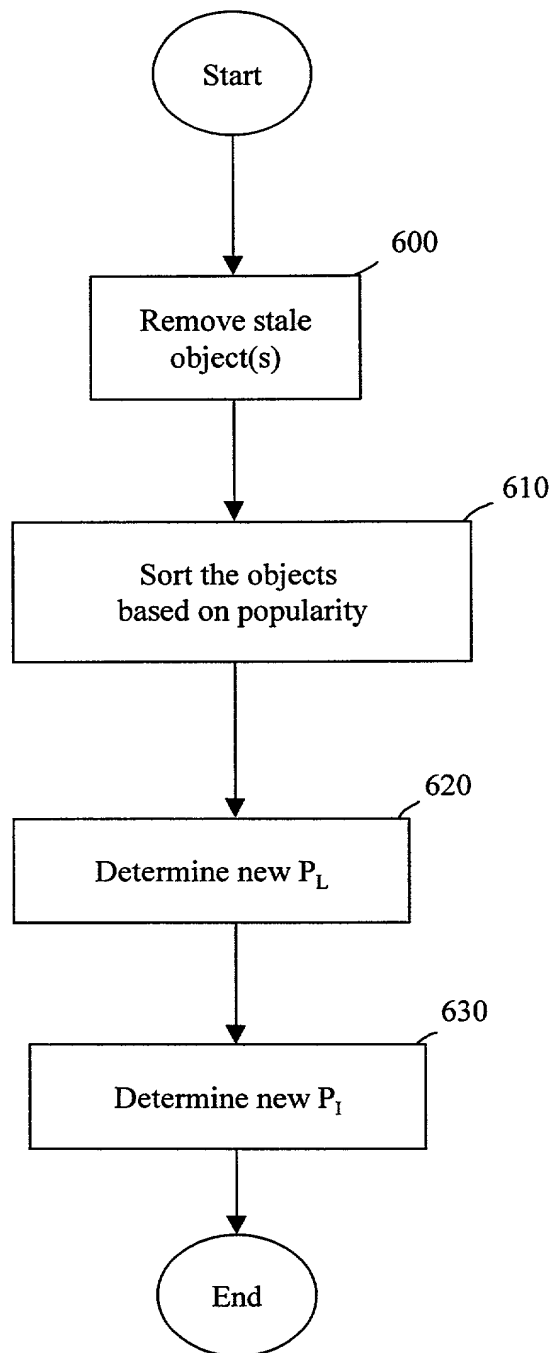 Start
600
Remove stale
object(s)
610
Sort the objects
based on popularity
620
Determine new P_L
630
Determine new P_I
End